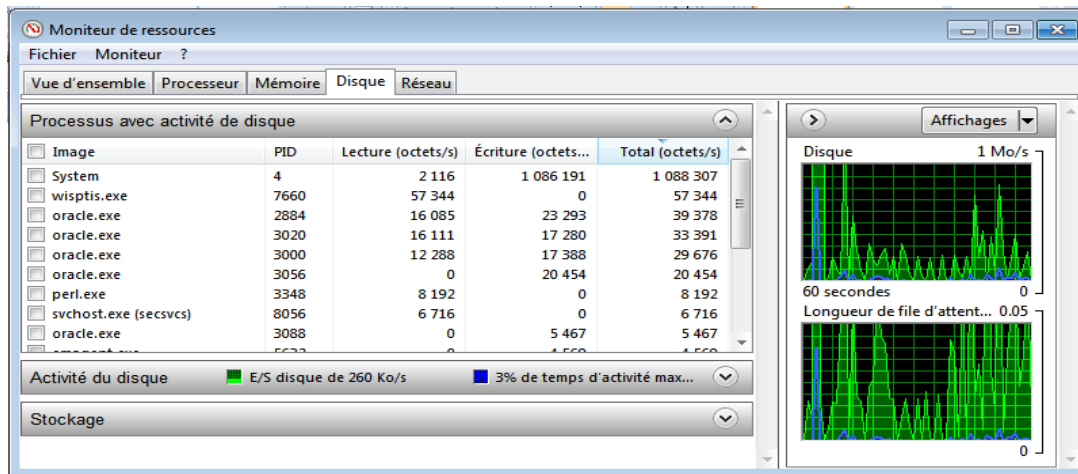 Moniteur de ressources
Fichier Moniteur ?
Vue d'ensemble Processeur Mémoire Disque Réseau
Processus avec activité de disque
Image PID Lecture (octets/s) Écriture (octets... Total (octets/s)
System 4 2 116 1 086 191 1 088 307
wisptis.exe 7660 57 344 0 57 344
oracle.exe 2884 16 085 23 293 39 378
oracle.exe 3020 16 111 17 280 33 391
oracle.exe 3000 12 288 17 388 29 676
oracle.exe 3056 0 20 454 20 454
perl.exe 3348 8 192 0 8 192
svchost.exe (secsvcs) 8056 6 716 0 6 716
oracle.exe 3088 0 5 467 5 467
Activité du disque E/S disque de 260 Ko/s 3% de temps d'activité max...
Stockage
Affichages
Disque 1 Mo/s
60 secondes 0
Longueur de file d'attent... 0.05
0